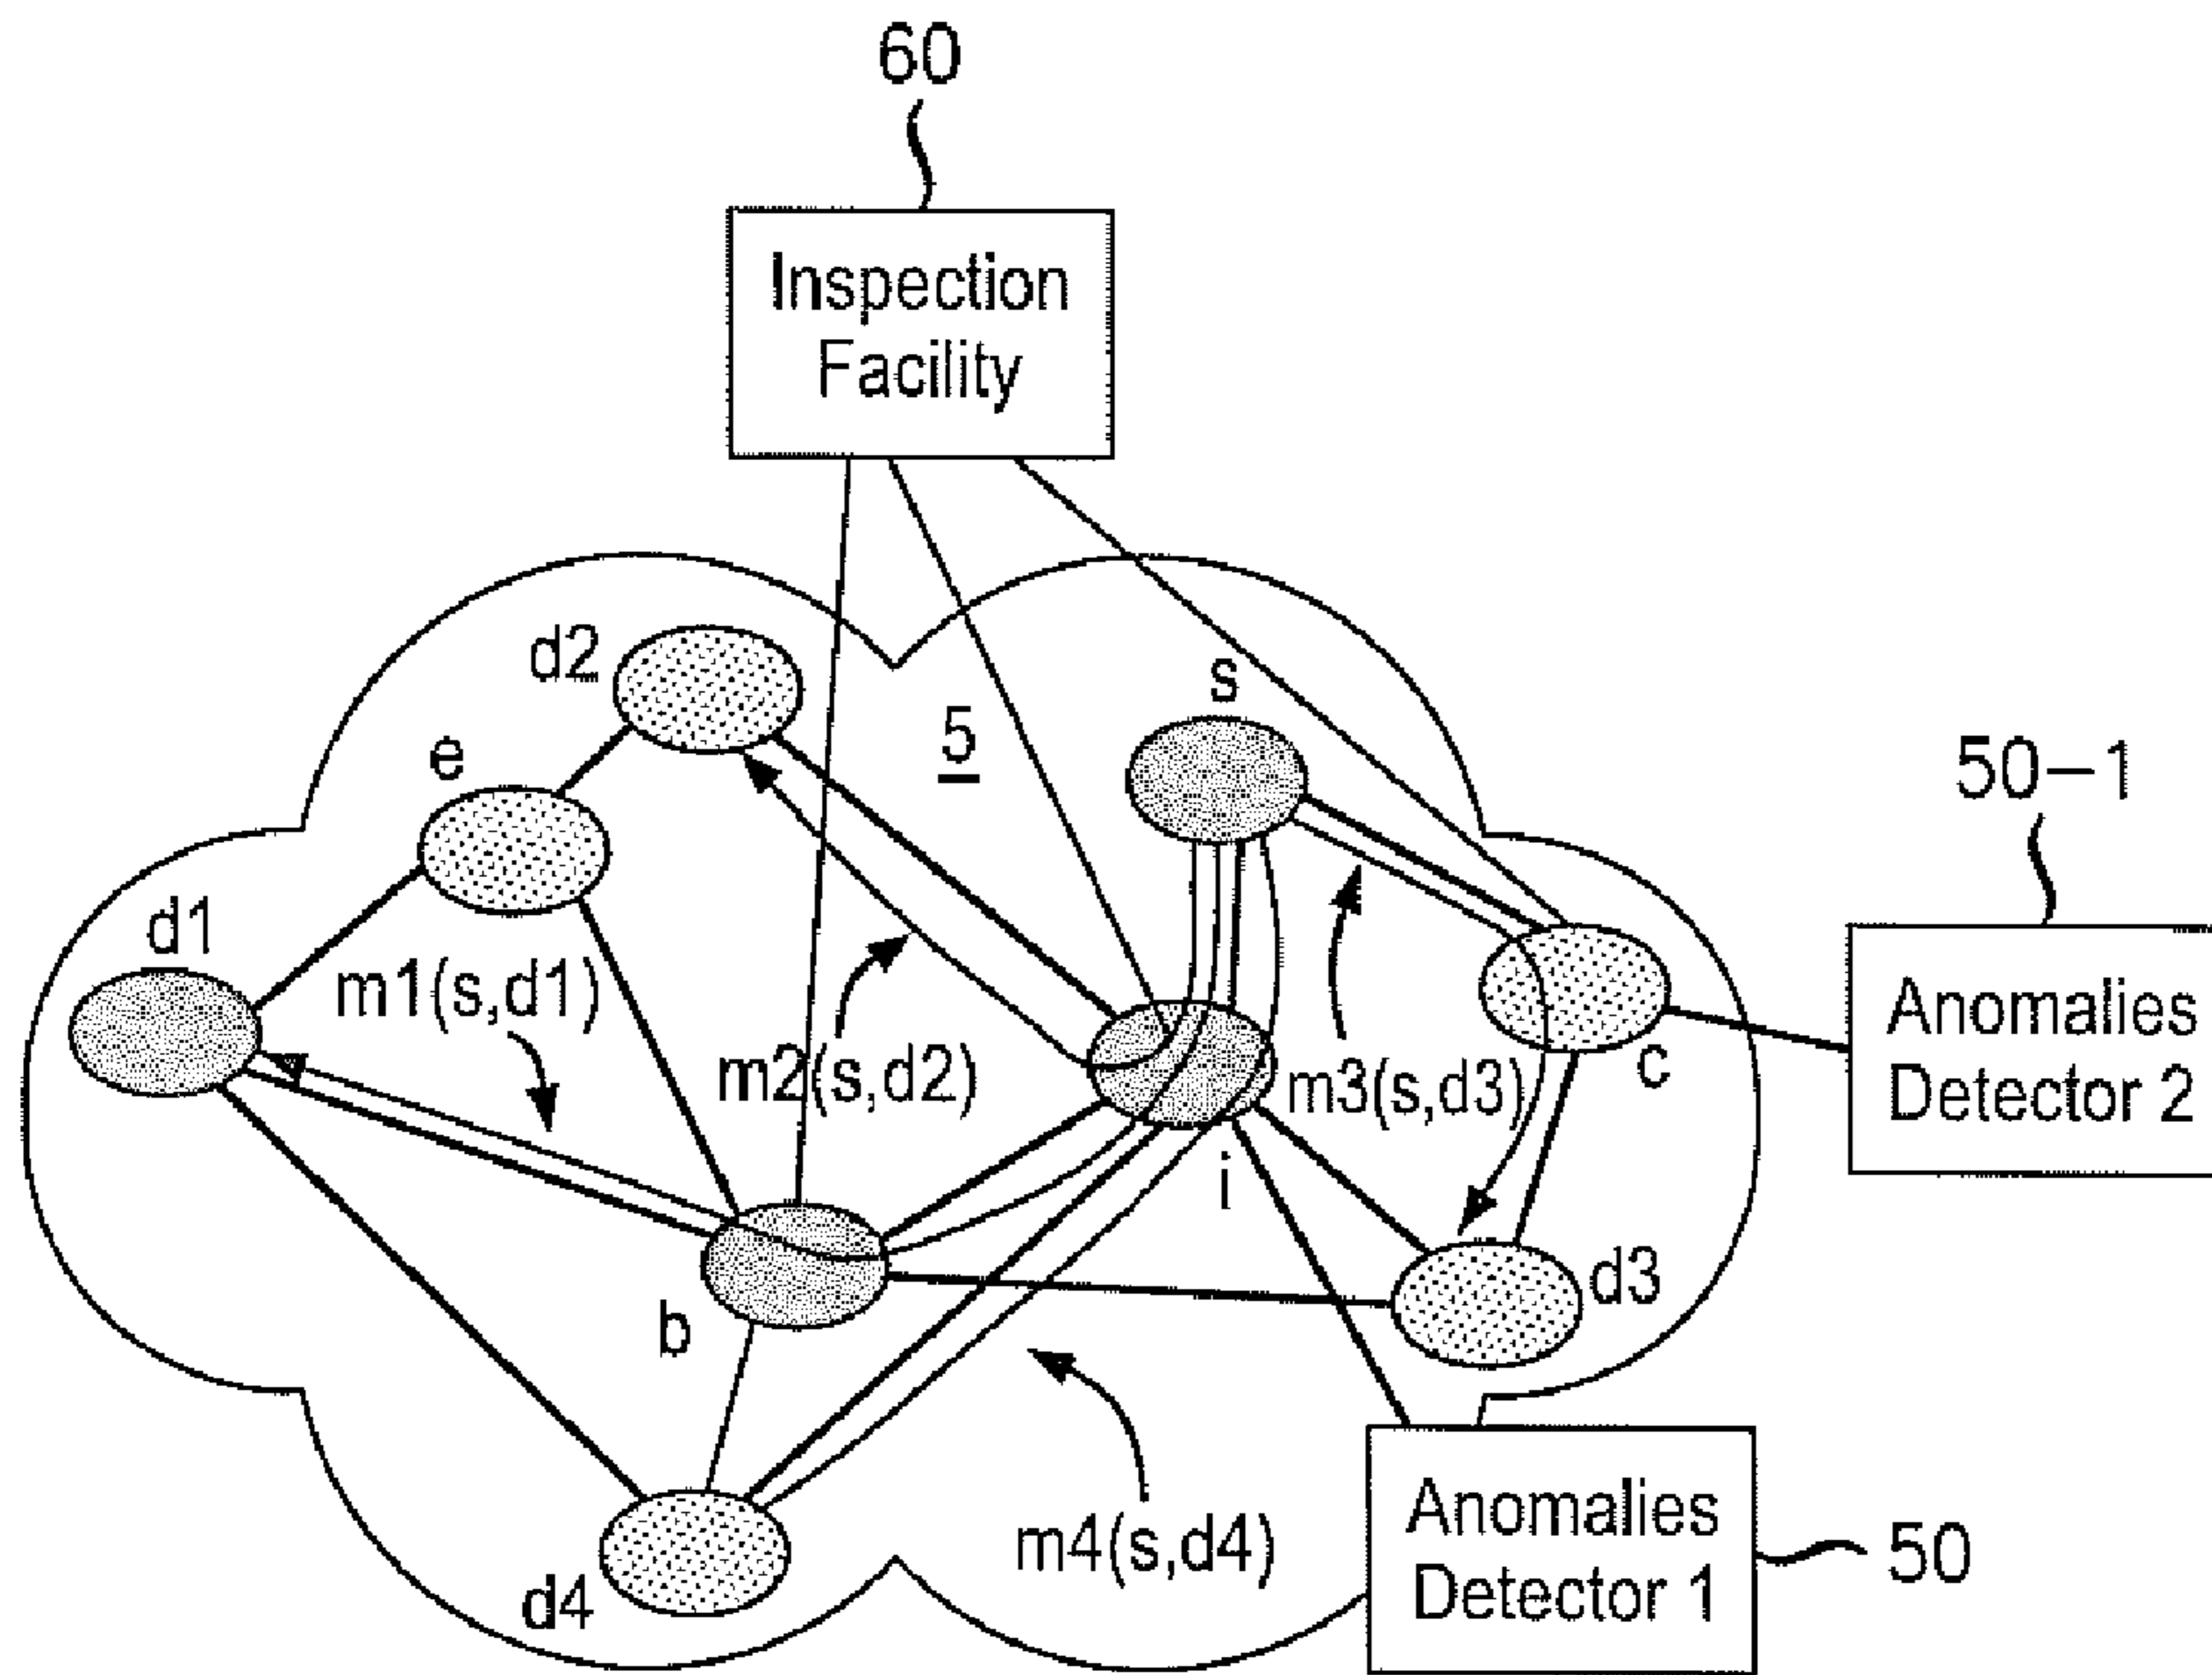 60
Inspection
Facility
d2
s
5
e
50-1
d1
m1(s,d1)
Anomalies
Detector 2
m2(s,d2)
m3(s,d3)
c
i
d3
b
Anomalies
Detector 1
m4(s,d4)
50
d4